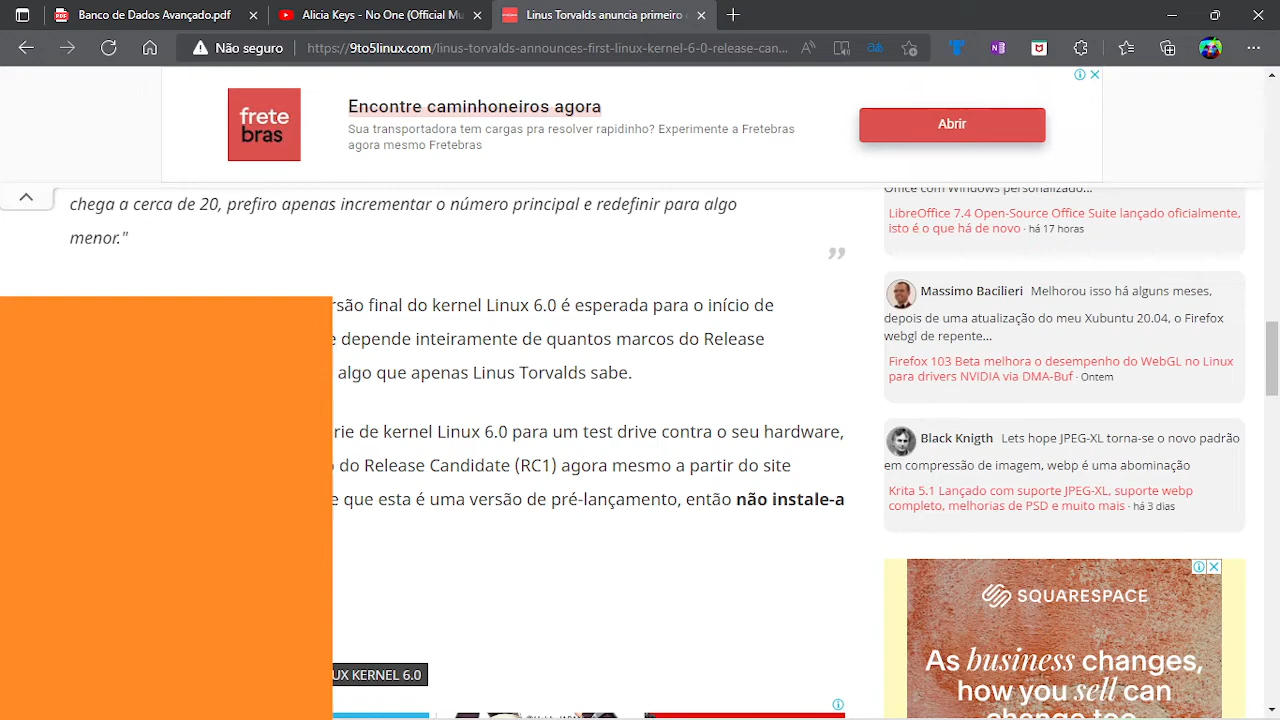 Banco de Dados Avançado.pdf
Alicia Keys - No One (Official Mu
Linus Torvalds anuncia primeiro
Não seguro
https://9to5linux.com/linus-torvalds-announces-first-linux-kernel-6-0-release-can...
frete
bras
Encontre caminhoneiros agora
Sua transportadora tem cargas pra resolver rapidinho? Experimente a Fretebras
agora mesmo Fretebras
Abrir
chega a cerca de 20, prefiro apenas incrementar o número principal e redefinir para algo
menor."
”
rsão final do kernel Linux 6.0 é esperada para o início de
e depende inteiramente de quantos marcos do Release
algo que apenas Linus Torvalds sabe.
rie de kernel Linux 6.0 para um test drive contra o seu hardware,
do Release Candidate (RC1) agora mesmo a partir do site
e que esta é uma versão de pré-lançamento, então não instale-a
UX KERNEL 6.0
Office com Windows personalizado...
LibreOffice 7.4 Open-Source Office Suite lançado oficialmente,
isto é o que há de novo · há 17 horas
Massimo Bacilieri Melhorou isso há alguns meses,
depois de uma atualização do meu Xubuntu 20.04, o Firefox
webgl de repente...
Firefox 103 Beta melhora o desempenho do WebGL no Linux
para drivers NVIDIA via DMA-Buf · Ontem
Black Knigth Lets hope JPEG-XL torna-se o novo padrão
em compressão de imagem, webp é uma abominação
Krita 5.1 Lançado com suporte JPEG-XL, suporte webp
completo, melhorias de PSD e muito mais · há 3 dias
SQUARESPACE
As business changes,
how you sell can
change too